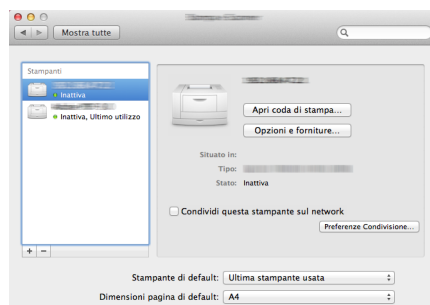 Mostra tutte
Stampanti
Inattiva
Inattiva, Ultimo utilizzo
Apri coda di stampa...
Opzioni e forniture...
Situato in:
Tipo:
Stato: Inattiva
Condividi questa stampante sul network
Preferenze Condivisione...
+ −
Stampante di default: Ultima stampante usata
Dimensioni pagina di default: A4